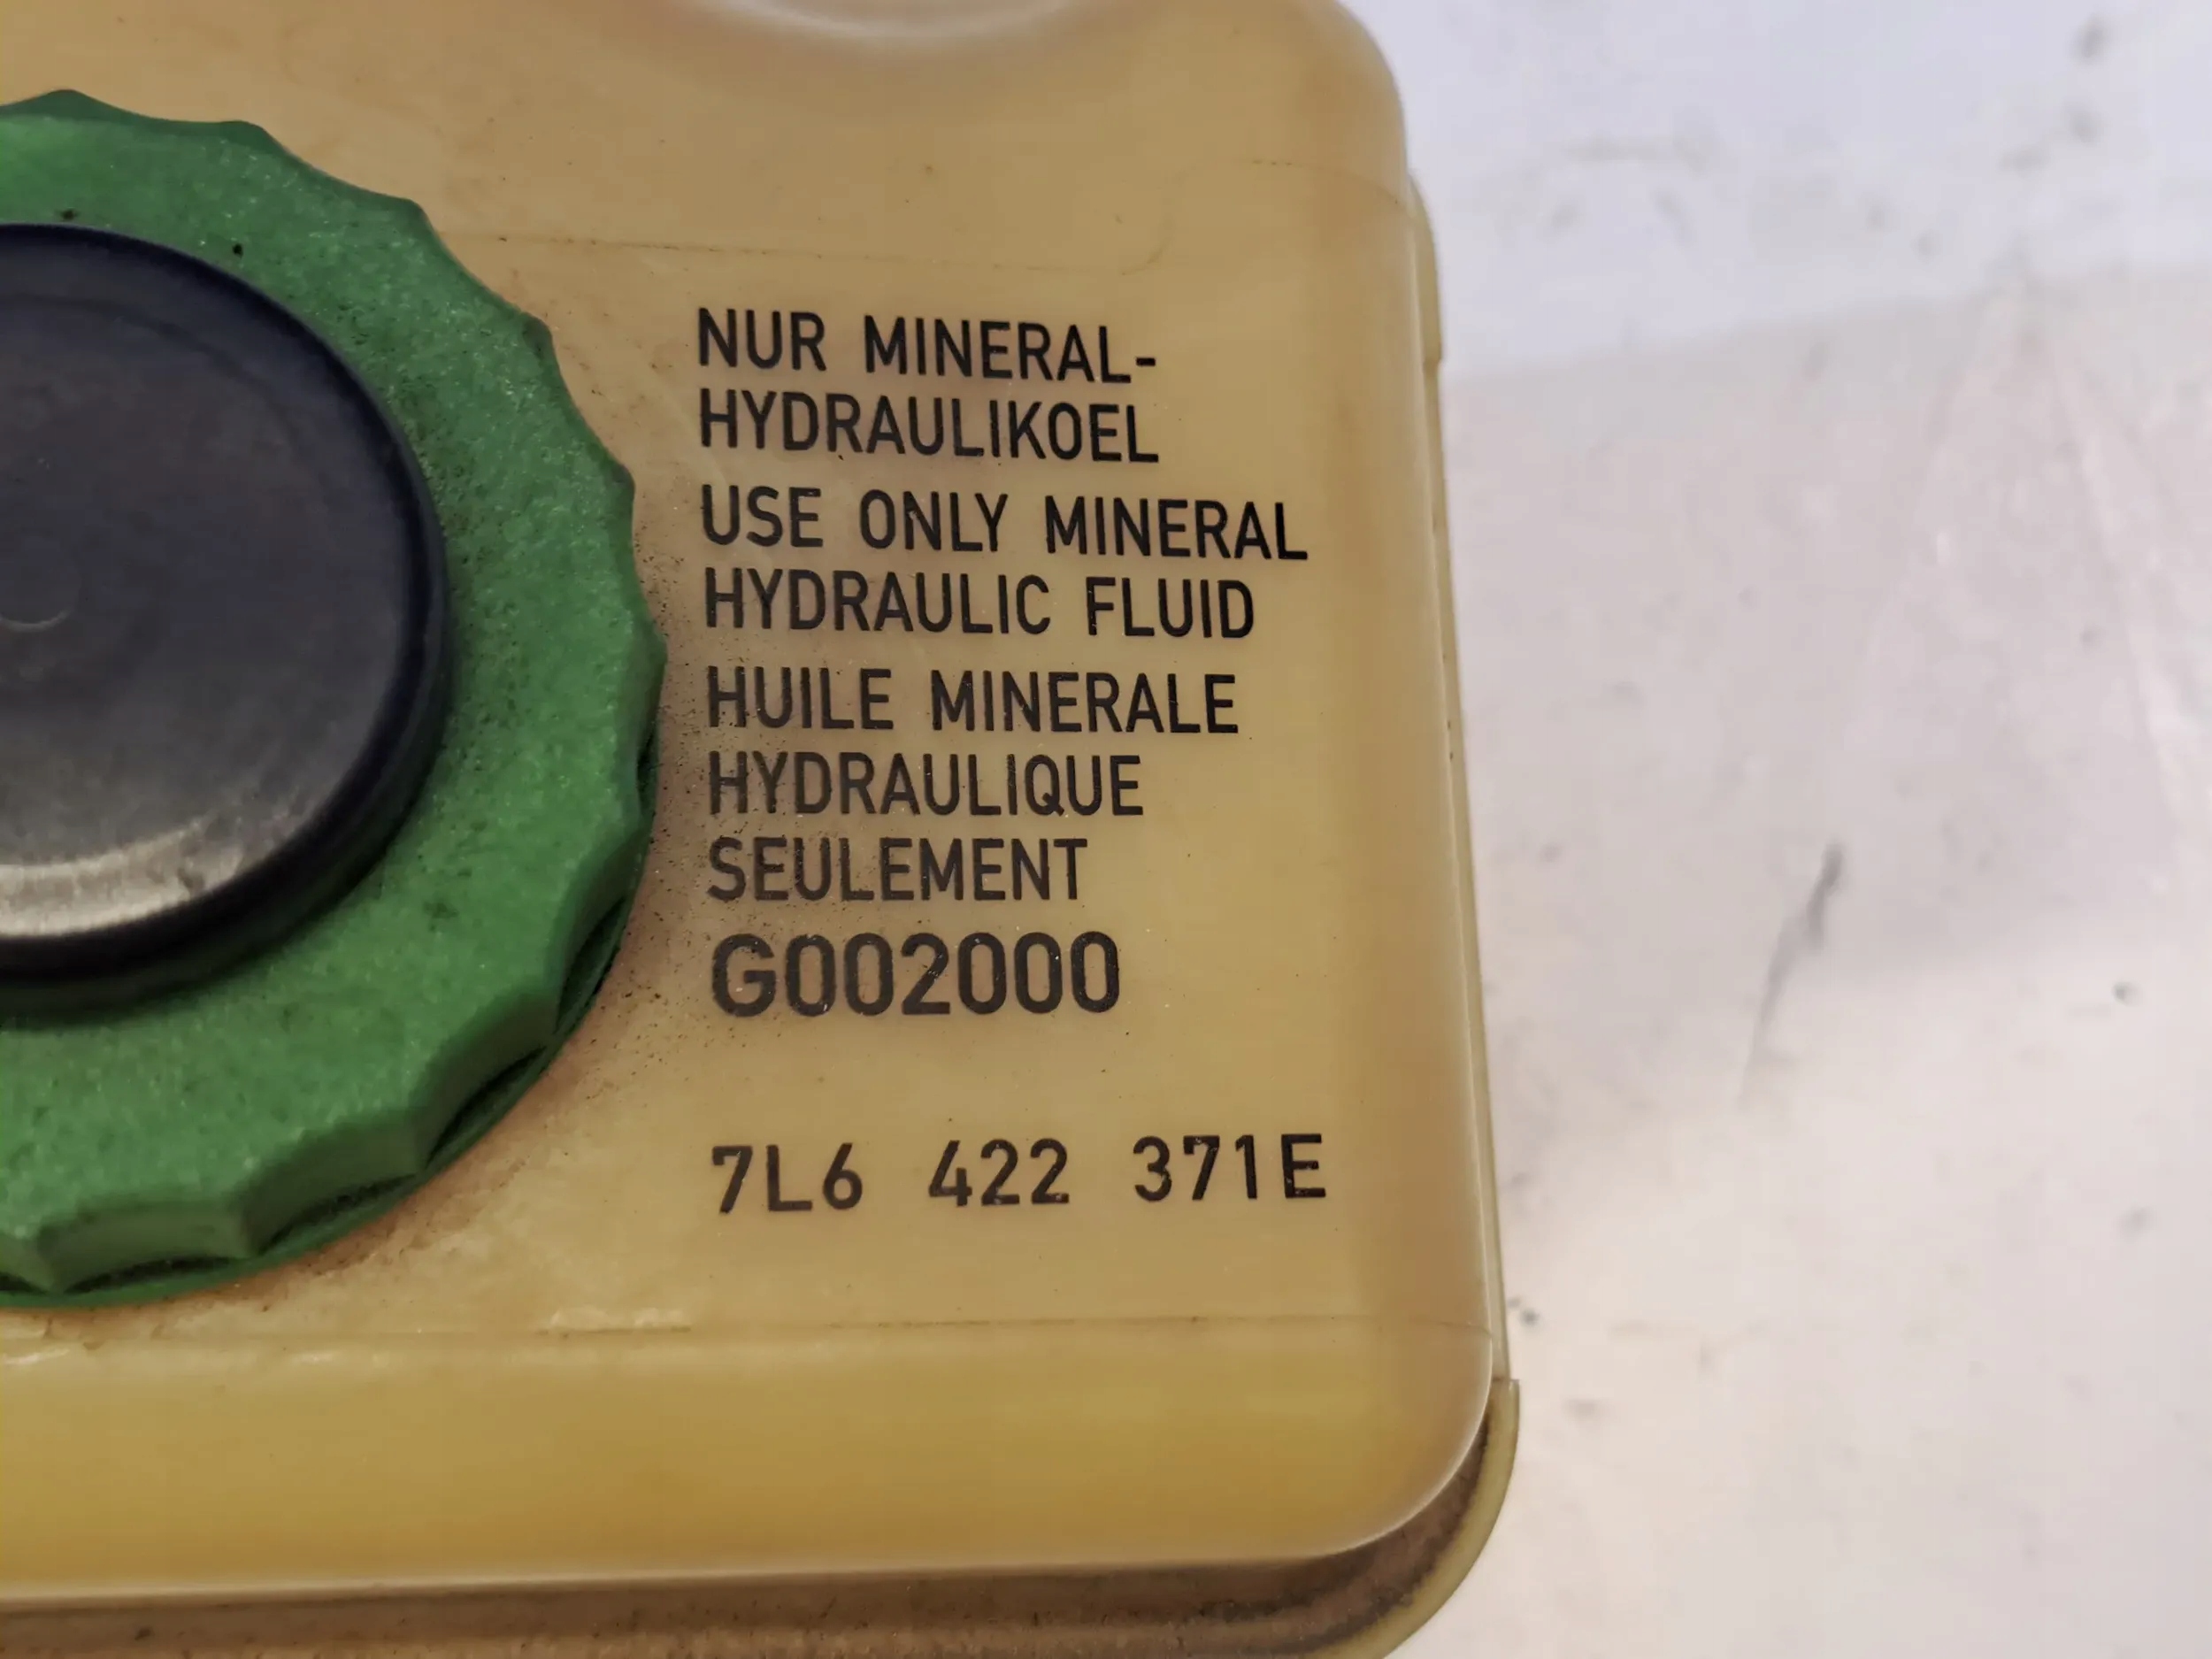 NUR MINERAL-
HYDRAULIKOEL
USE ONLY MINERAL
HYDRAULIC FLUID
HUILE MINERALE
HYDRAULIQUE
SEULEMENT
G002000
7L6 422 371E